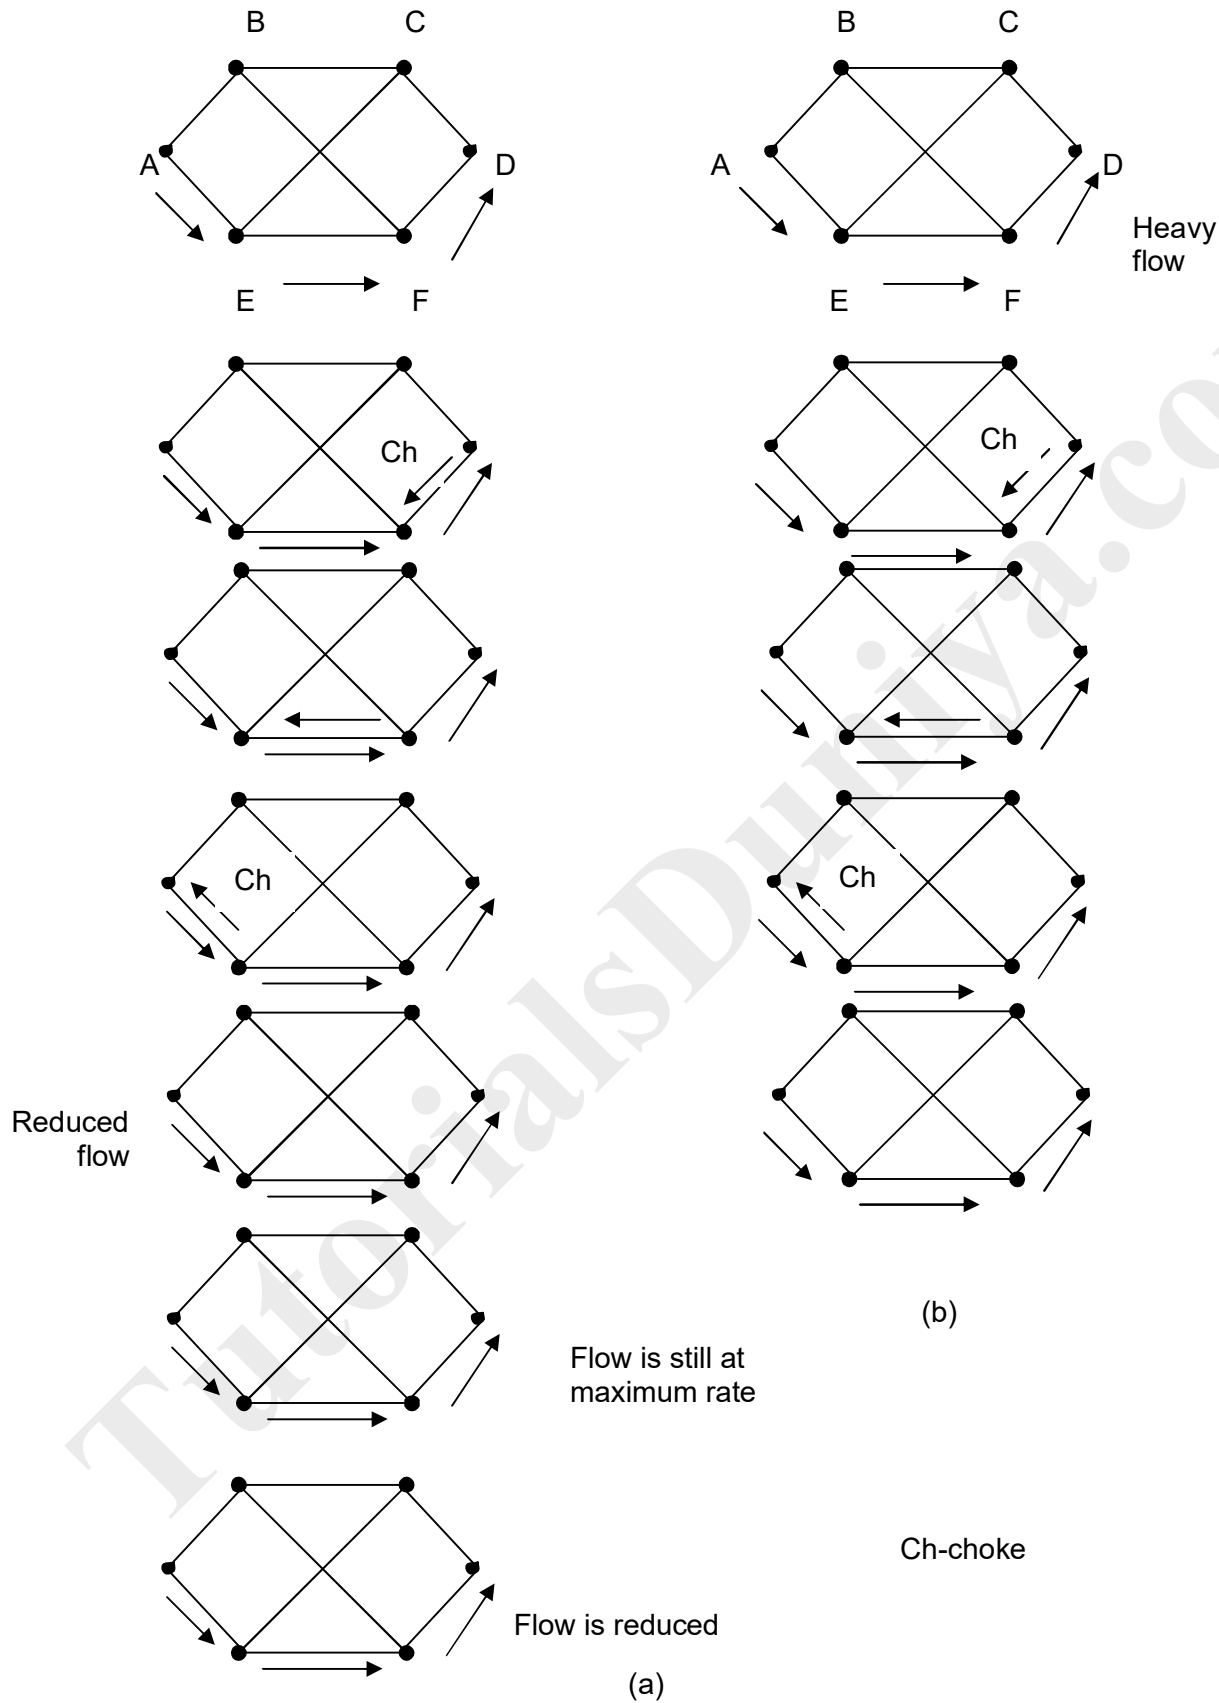 B C B C
A D A D
Heavy
flow
E F E F
Ch Ch
Ch Ch
Reduced
flow
(b)
Flow is still at
maximum rate
Ch-choke
Flow is reduced
(a)
TutorialsDuniya.co